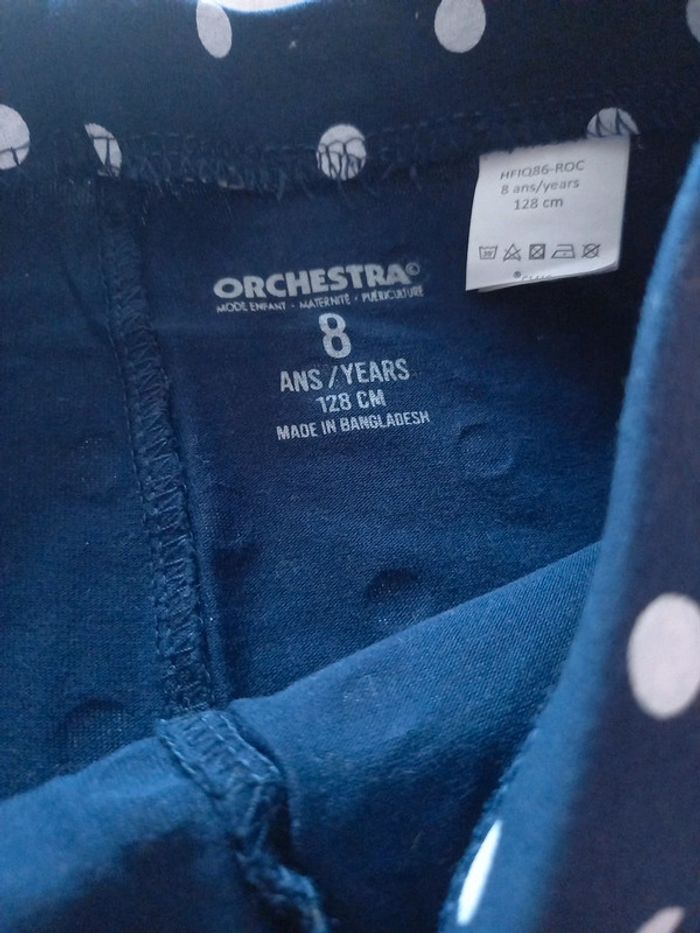 HFIQ86-ROC
8 ans/years
128 cm
30
ORCHESTRA©
MODE ENFANT - MATERNITÉ - PUÉRICULTURE
8
ANS / YEARS
128 CM
MADE IN BANGLADESH